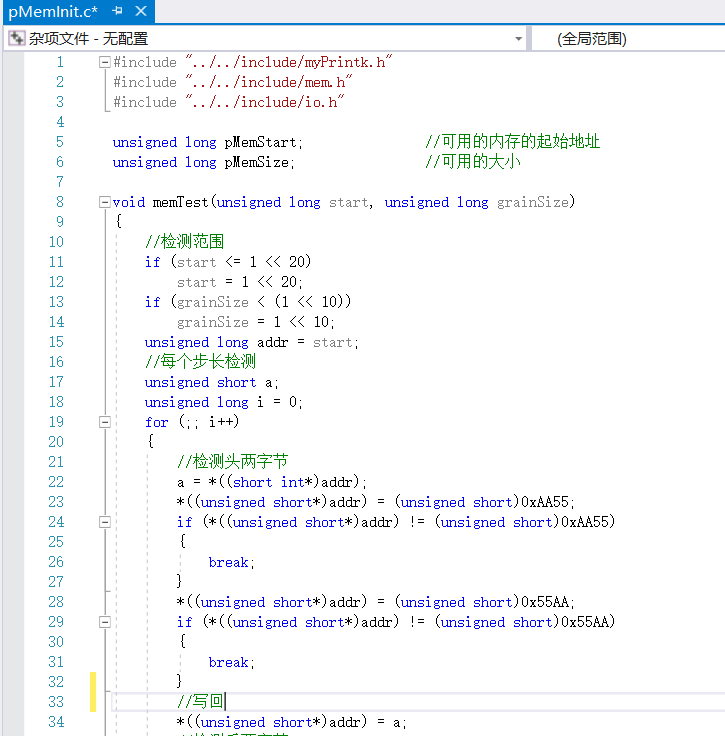 pMemInit.c*
杂项文件 - 无配置 (全局范围)
1 #include "../../include/myPrintk.h"
2 #include "../../include/mem.h"
3 #include "../../include/io.h"
4
5 unsigned long pMemStart; //可用的内存的起始地址
6 unsigned long pMemSize; //可用的大小
7
8 void memTest(unsigned long start, unsigned long grainSize)
9 {
10 //检测范围
11 if (start <= 1 << 20)
12 start = 1 << 20;
13 if (grainSize < (1 << 10))
14 grainSize = 1 << 10;
15 unsigned long addr = start;
16 //每个步长检测
17 unsigned short a;
18 unsigned long i = 0;
19 for (;; i++)
20 {
21 //检测头两字节
22 a = *((short int*)addr);
23 *((unsigned short*)addr) = (unsigned short)0xAA55;
24 if (*((unsigned short*)addr) != (unsigned short)0xAA55)
25 {
26 break;
27 }
28 *((unsigned short*)addr) = (unsigned short)0x55AA;
29 if (*((unsigned short*)addr) != (unsigned short)0x55AA)
30 {
31 break;
32 }
33 //写回
34 *((unsigned short*)addr) = a;